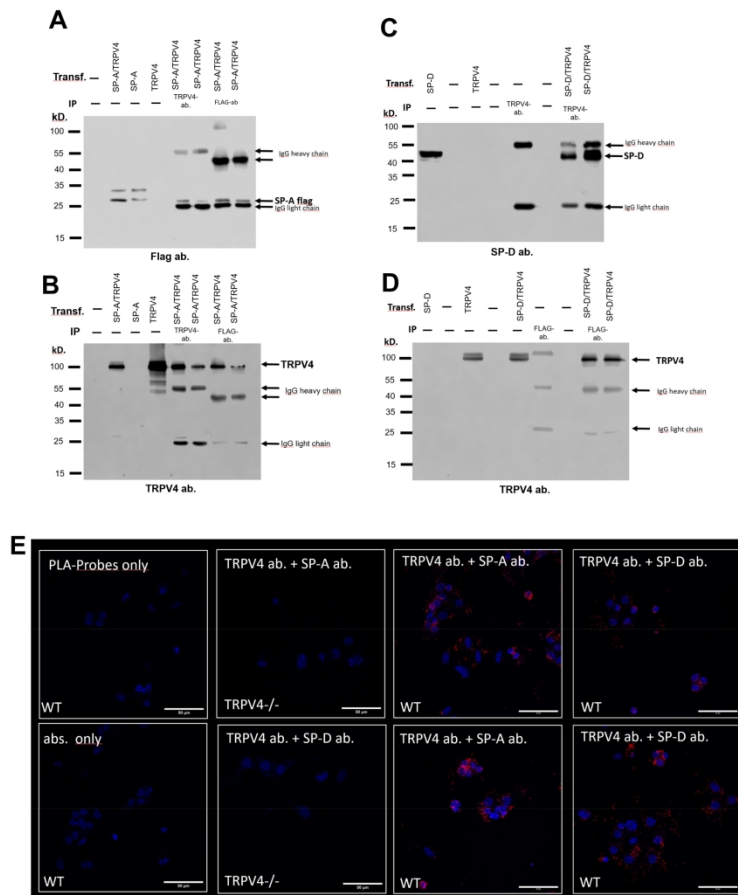 A
Transf.
—
SP-A/TRPV4
SP-A
TRPV4
SP-A/TRPV4
SP-A/TRPV4
SP-A/TRPV4
SP-A/TRPV4
IP
— — — —
TRPV4-
ab.
FLAG-ab
kD.
100
55
40
35
25
15
IgG heavy chain
SP-A flag
IgG light chain
Flag ab.
B
Transf.
—
SP-A/TRPV4
SP-A
TRPV4
SP-A/TRPV4
SP-A/TRPV4
SP-A/TRPV4
SP-A/TRPV4
IP
— — — —
TRPV4-
ab.
FLAG-
ab.
kD.
100
55
40
25
15
TRPV4
IgG heavy chain
IgG light chain
TRPV4 ab.
C
Transf.
SP-D
—
TRPV4
—
—
—
SP-D/TRPV4
SP-D/TRPV4
IP
— — — —
TRPV4-
ab.
—
TRPV4-
ab.
kD.
100
55
40
25
15
IgG heavy chain
SP-D
IgG light chain
SP-D ab.
D
Transf.
SP-D
—
TRPV4
—
SP-D/TRPV4
—
—
SP-D/TRPV4
SP-D/TRPV4
IP
— — — — —
FLAG-
ab.
—
FLAG-
ab.
kD.
100
55
40
25
15
TRPV4
IgG heavy chain
IgG light chain
TRPV4 ab.
E
PLA-Probes only
WT
TRPV4 ab. + SP-A ab.
TRPV4-/-
TRPV4 ab. + SP-A ab.
WT
TRPV4 ab. + SP-D ab.
WT
abs. only
WT
TRPV4 ab. + SP-D ab.
TRPV4-/-
TRPV4 ab. + SP-A ab.
WT
TRPV4 ab. + SP-D ab.
WT